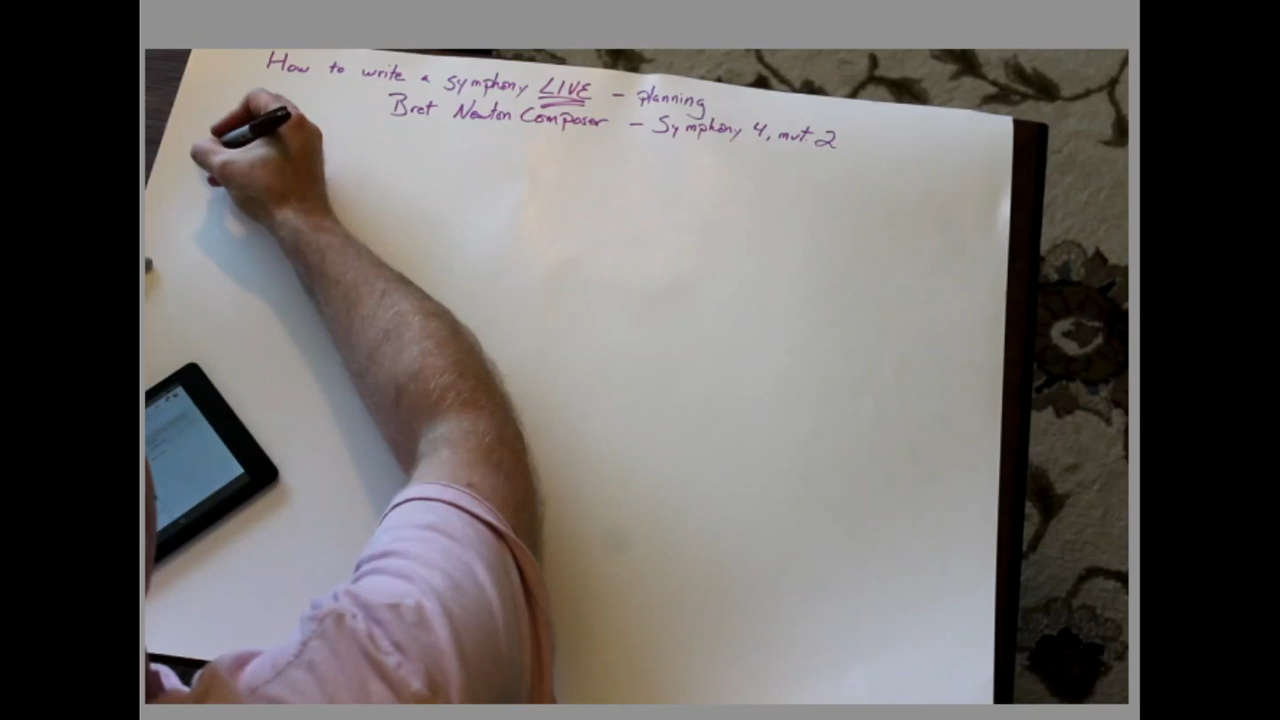 How to write a symphony LIVE - planning
Bret Newton Composer - Symphony 4, mvt. 2